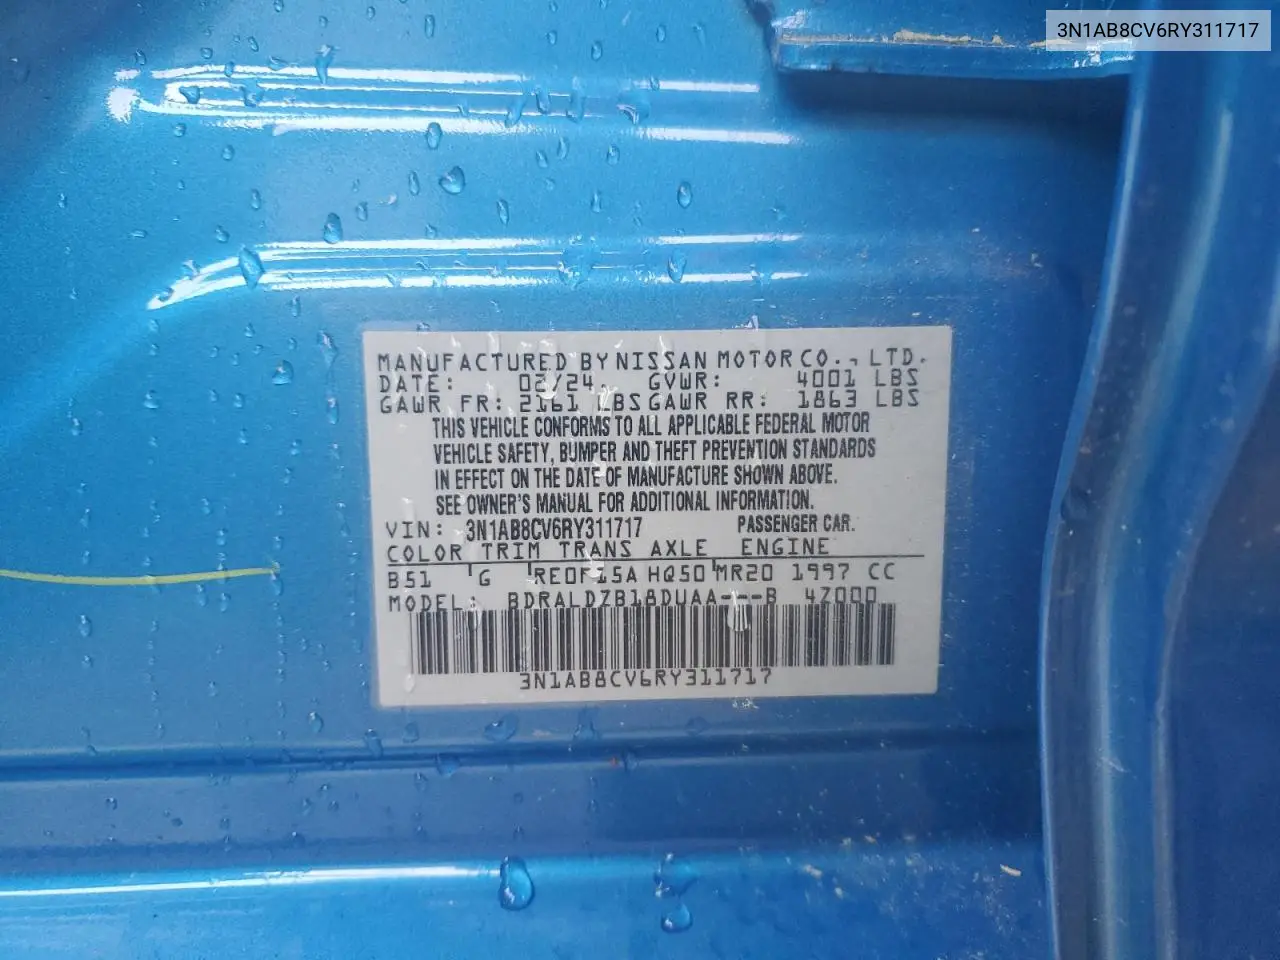 3N1AB8CV6RY311717
MANUFACTURED BY NISSAN MOTOR CO., LTD.
DATE: 02/24 GVWR: 4001 LBS
GAWR FR: 2161 LBS GAWR RR: 1863 LBS
THIS VEHICLE CONFORMS TO ALL APPLICABLE FEDERAL MOTOR
VEHICLE SAFETY, BUMPER AND THEFT PREVENTION STANDARDS
IN EFFECT ON THE DATE OF MANUFACTURE SHOWN ABOVE.
SEE OWNER'S MANUAL FOR ADDITIONAL INFORMATION.
VIN: 3N1AB8CV6RY311717 PASSENGER CAR.
COLOR TRIM TRANS AXLE ENGINE
B51 G RE0F15A HQ50 MR20 1997 CC
MODEL: BDRALDZB18DUAA---B 4Z000
3N1AB8CV6RY311717